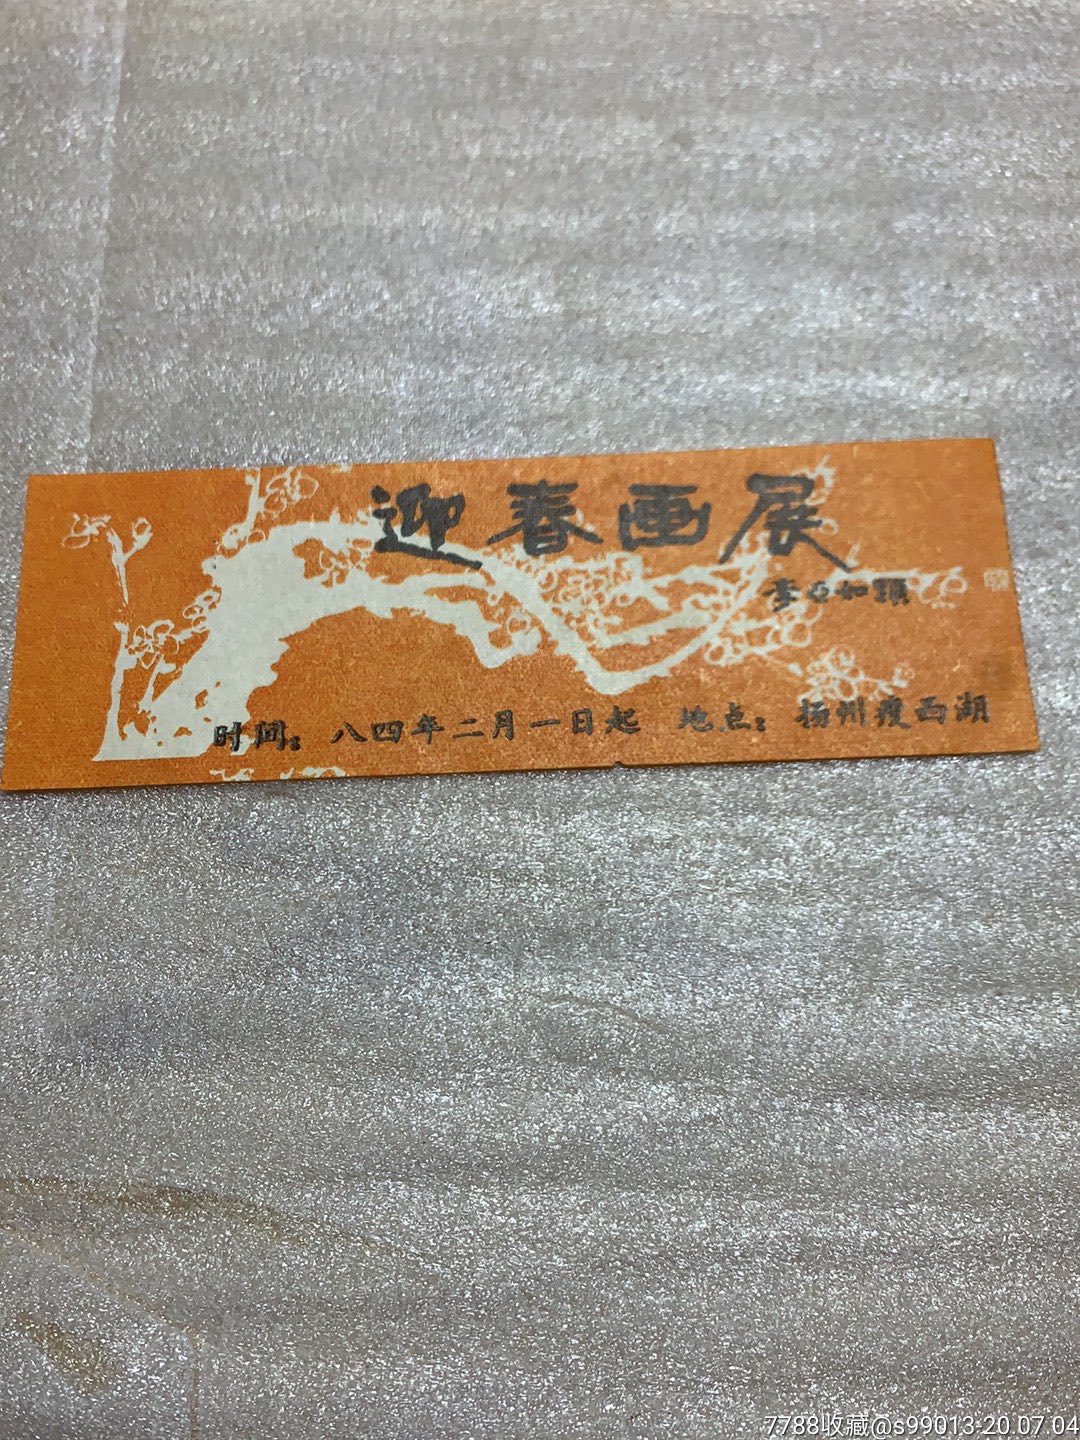 迎春画展
李白如题
时间：八四年二月一日起 地点：扬州瘦西湖
7788收藏@s99013-20.07.04